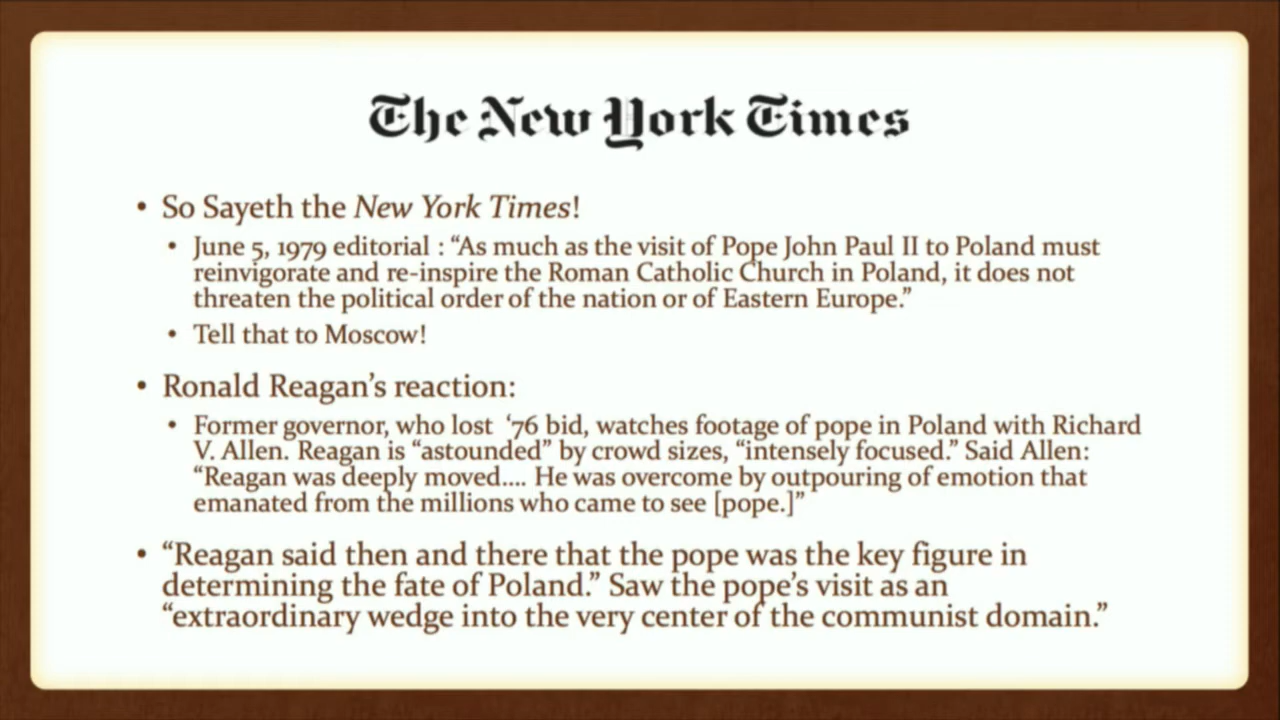 The New York Times
• So Sayeth the New York Times!
• June 5, 1979 editorial : “As much as the visit of Pope John Paul II to Poland must
reinvigorate and re-inspire the Roman Catholic Church in Poland, it does not
threaten the political order of the nation or of Eastern Europe.”
• Tell that to Moscow!
• Ronald Reagan’s reaction:
• Former governor, who lost ‘76 bid, watches footage of pope in Poland with Richard
V. Allen. Reagan is “astounded” by crowd sizes, “intensely focused.” Said Allen:
“Reagan was deeply moved.... He was overcome by outpouring of emotion that
emanated from the millions who came to see [pope.]”
• “Reagan said then and there that the pope was the key figure in
determining the fate of Poland.” Saw the pope’s visit as an
“extraordinary wedge into the very center of the communist domain.”